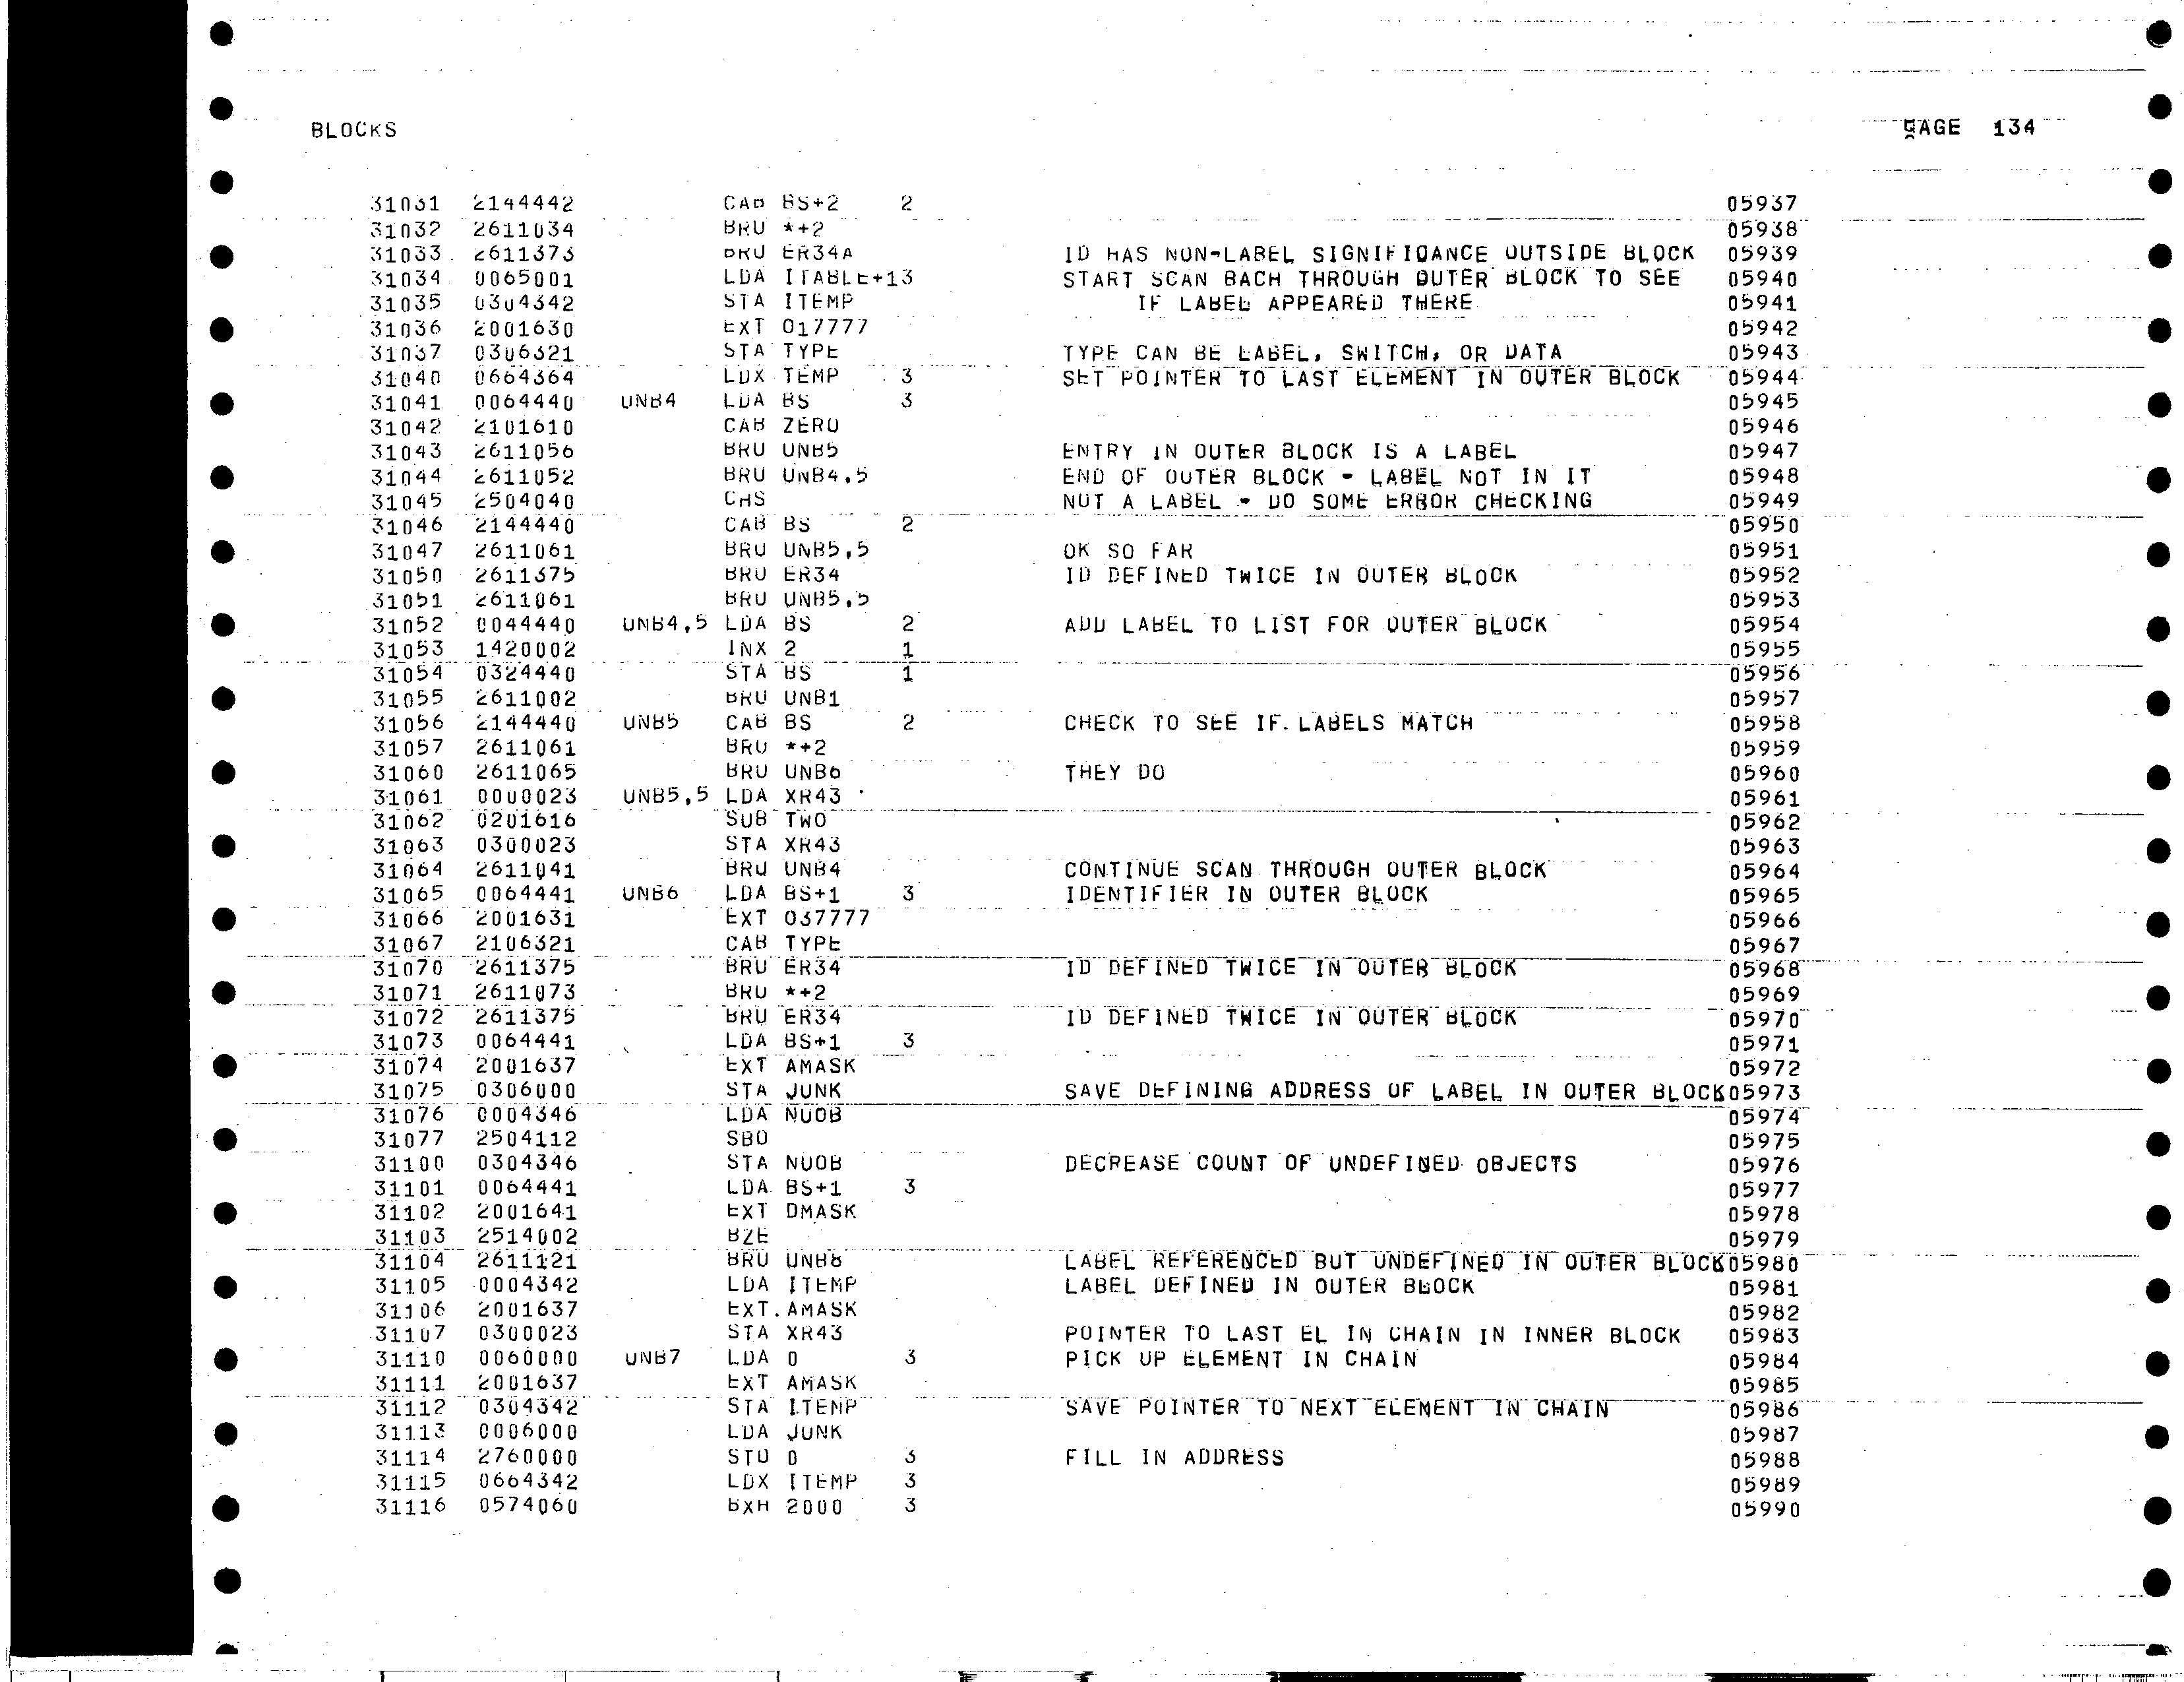 BLOCKS PAGE 134
31031 2144442 CAB BS+2 2 05937
31032 2611034 BRU *+2 05938
31033 2611373 BRU ER34A ID HAS NON-LABEL SIGNIFIDANCE OUTSIDE BLOCK 05939
31034 0065001 LDA ITABLE+13 START SCAN BACH THROUGH OUTER BLOCK TO SEE 05940
31035 0304342 STA ITEMP IF LABEL APPEARED THERE 05941
31036 2001630 EXT O17777 05942
31037 0306321 STA TYPE TYPE CAN BE LABEL, SWITCH, OR DATA 05943
31040 0664364 LDX TEMP 3 SET POINTER TO LAST ELEMENT IN OUTER BLOCK 05944
31041 0064440 UNB4 LDA BS 3 05945
31042 2101610 CAB ZERO 05946
31043 2611056 BRU UNB5 ENTRY IN OUTER BLOCK IS A LABEL 05947
31044 2611052 BRU UNB4.5 END OF OUTER BLOCK - LABEL NOT IN IT 05948
31045 2504040 CHS NOT A LABEL - DO SOME ERBOR CHECKING 05949
31046 2144440 CAB BS 2 05950
31047 2611061 BRU UNB5,5 OK SO FAR 05951
31050 2611375 BRU ER34 ID DEFINED TWICE IN OUTER BLOCK 05952
31051 2611061 BRU UNB5.5 05953
31052 0044440 UNB4,5 LDA BS 2 ADD LABEL TO LIST FOR OUTER BLOCK 05954
31053 1420002 INX 2 1 05955
31054 0324440 STA BS 1 05956
31055 2611002 BRU UNB1 05957
31056 2144440 UNB5 CAB BS 2 CHECK TO SEE IF LABELS MATCH 05958
31057 2611061 BRU *+2 05959
31060 2611065 BRU UNB6 THEY DO 05960
31061 0000023 UNB5,5 LDA XR43 05961
31062 0201616 SUB TWO 05962
31063 0300023 STA XR43 05963
31064 2611041 BRU UNB4 CONTINUE SCAN THROUGH OUTER BLOCK 05964
31065 0064441 UNB6 LDA BS+1 3 IDENTIFIER IN OUTER BLOCK 05965
31066 2001631 EXT O37777 05966
31067 2106321 CAB TYPE 05967
31070 2611375 BRU ER34 ID DEFINED TWICE IN OUTER BLOCK 05968
31071 2611073 BRU *+2 05969
31072 2611375 BRU ER34 ID DEFINED TWICE IN OUTER BLOCK 05970
31073 0064441 LDA BS+1 3 05971
31074 2001637 EXT AMASK 05972
31075 0306000 STA JUNK SAVE DEFINING ADDRESS OF LABEL IN OUTER BLOCK05973
31076 0004346 LDA NUOB 05974
31077 2504112 SBO 05975
31100 0304346 STA NUOB DECREASE COUNT OF UNDEFINED OBJECTS 05976
31101 0064441 LDA BS+1 3 05977
31102 2001641 EXT DMASK 05978
31103 2514002 BZE 05979
31104 2611121 BRU UNB8 LABEL REFERENCED BUT UNDEFINED IN OUTER BLOCK05980
31105 0004342 LDA ITEMP LABEL DEFINED IN OUTER BLOCK 05981
31106 2001637 EXT AMASK 05982
31107 0300023 STA XR43 POINTER TO LAST EL IN CHAIN IN INNER BLOCK 05983
31110 0060000 UNB7 LDA 0 3 PICK UP ELEMENT IN CHAIN 05984
31111 2001637 EXT AMASK 05985
31112 0304342 STA ITEMP SAVE POINTER TO NEXT ELEMENT IN CHAIN 05986
31113 0006000 LDA JUNK 05987
31114 2760000 STO 0 3 FILL IN ADDRESS 05988
31115 0664342 LDX ITEMP 3 05989
31116 0574060 BXH 2000 3 05990